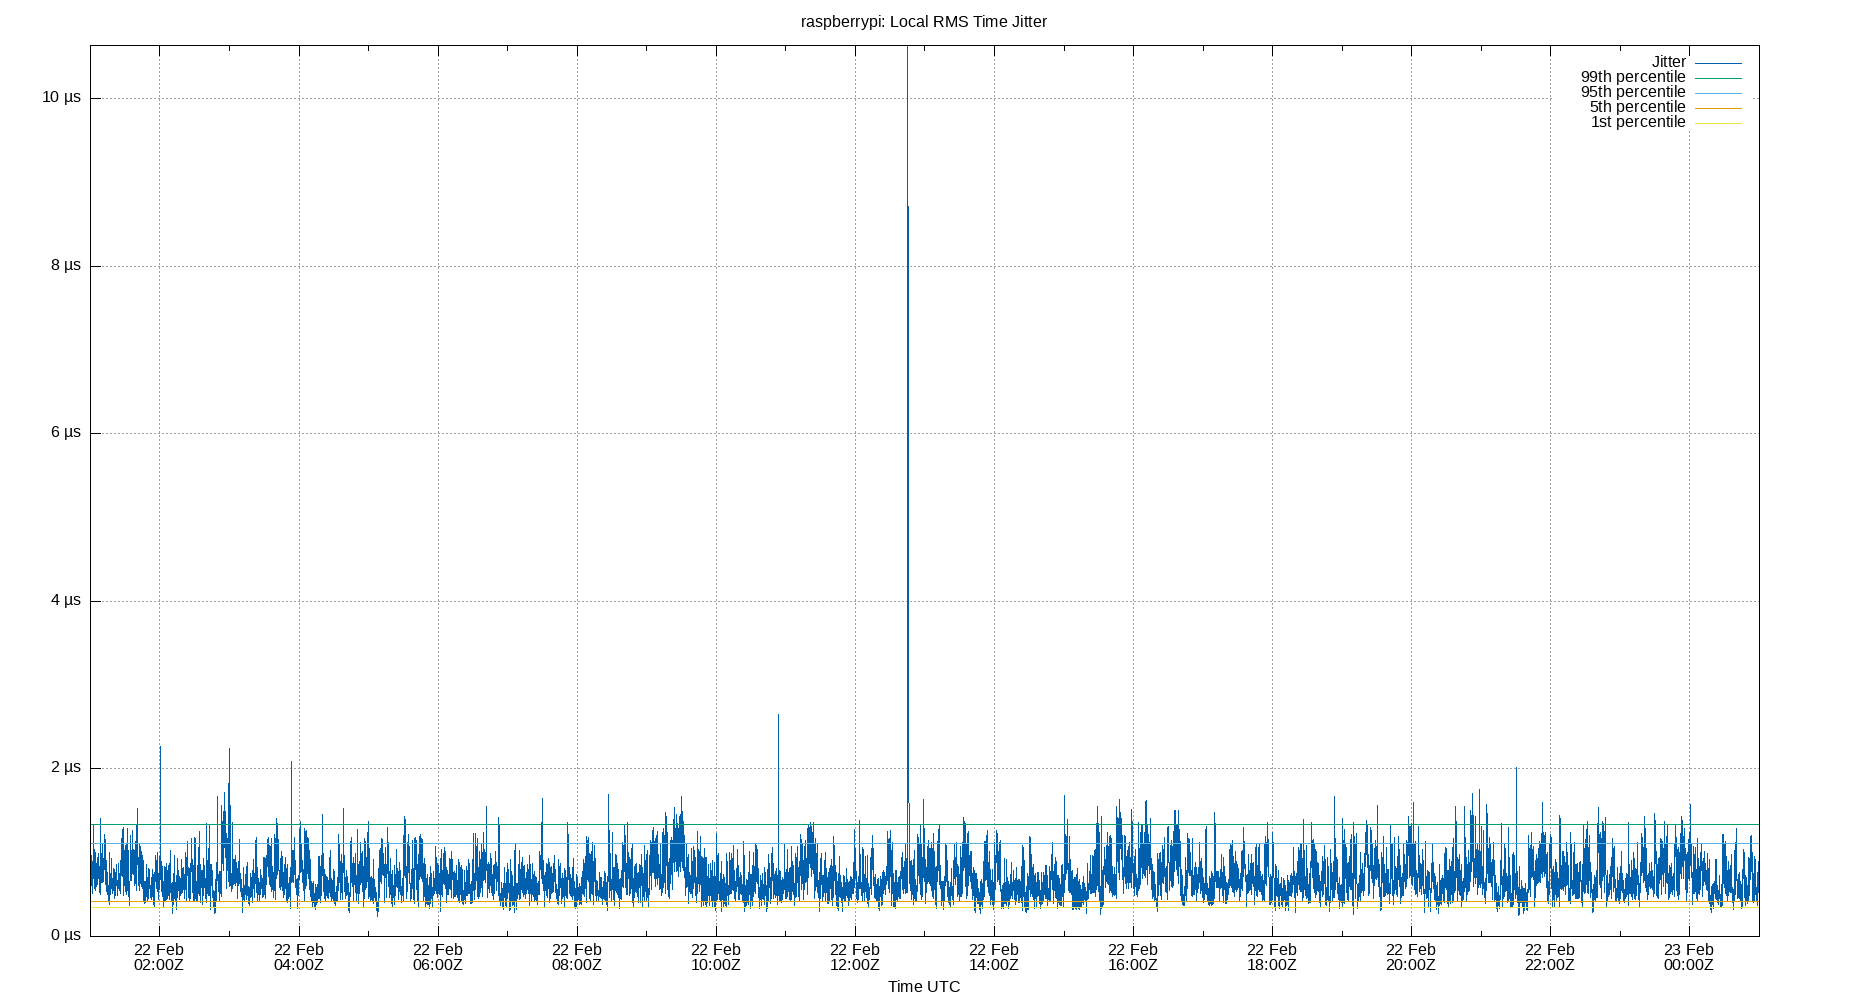 raspberrypi: Local RMS Time Jitter
Jitter
99th percentile
95th percentile
5th percentile
1st percentile
10 µs
8 µs
6 µs
4 µs
2 µs
0 µs
22 Feb 22 Feb 22 Feb 22 Feb 22 Feb 22 Feb 22 Feb 22 Feb 22 Feb 22 Feb 22 Feb 23 Feb
02:00Z 04:00Z 06:00Z 08:00Z 10:00Z 12:00Z 14:00Z 16:00Z 18:00Z 20:00Z 22:00Z 00:00Z
Time UTC